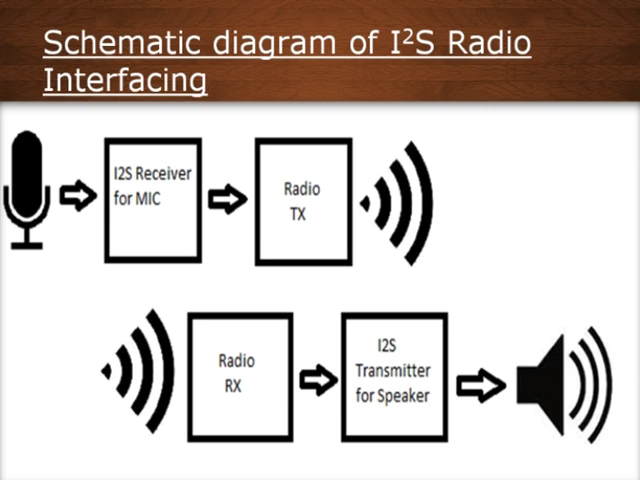 Schematic diagram of I²S Radio
Interfacing
I2S Receiver
for MIC
Radio
TX
Radio
RX
I2S
Transmitter
for Speaker